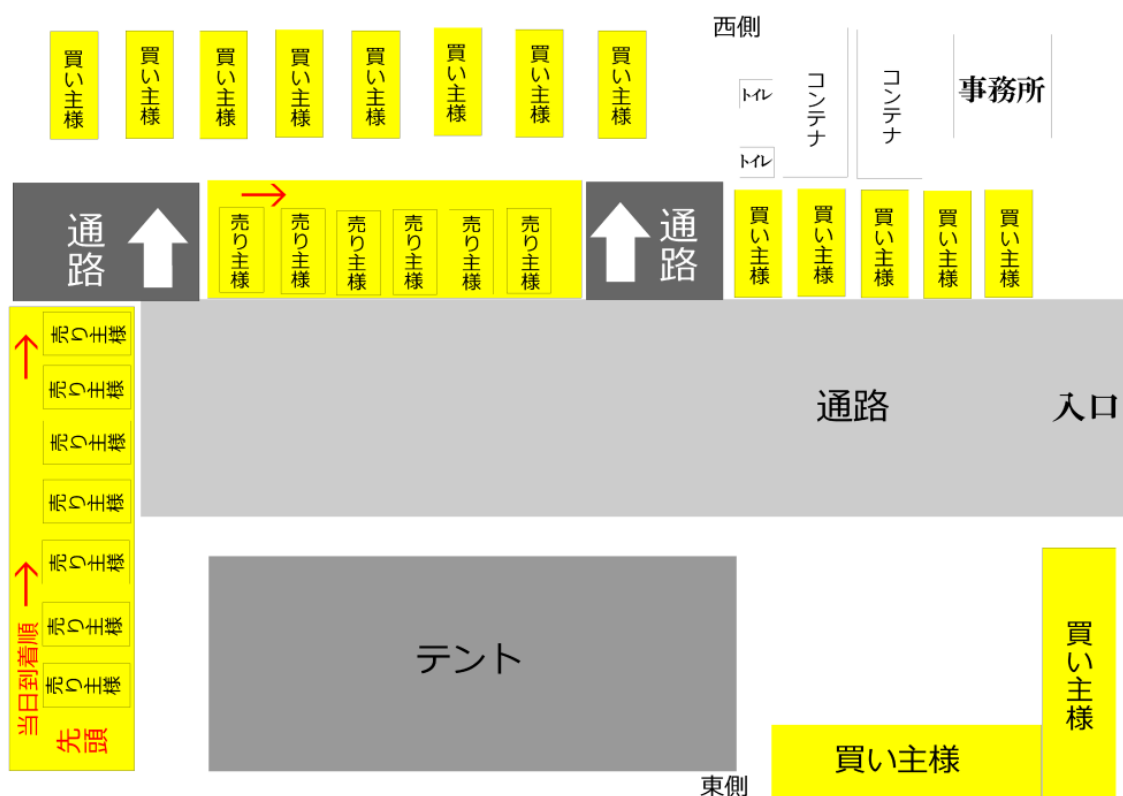 西側
買い主様
買い主様
買い主様
買い主様
買い主様
買い主様
買い主様
買い主様
トイレ
トイレ
コンテナ
コンテナ
事務所
通路
→
売り主様
売り主様
売り主様
売り主様
売り主様
売り主様
通路
買い主様
買い主様
買い主様
買い主様
買い主様
売り主様
売り主様
売り主様
売り主様
売り主様
売り主様
売り主様
当日到着順
先頭
通路
入口
テント
買い主様
買い主様
東側